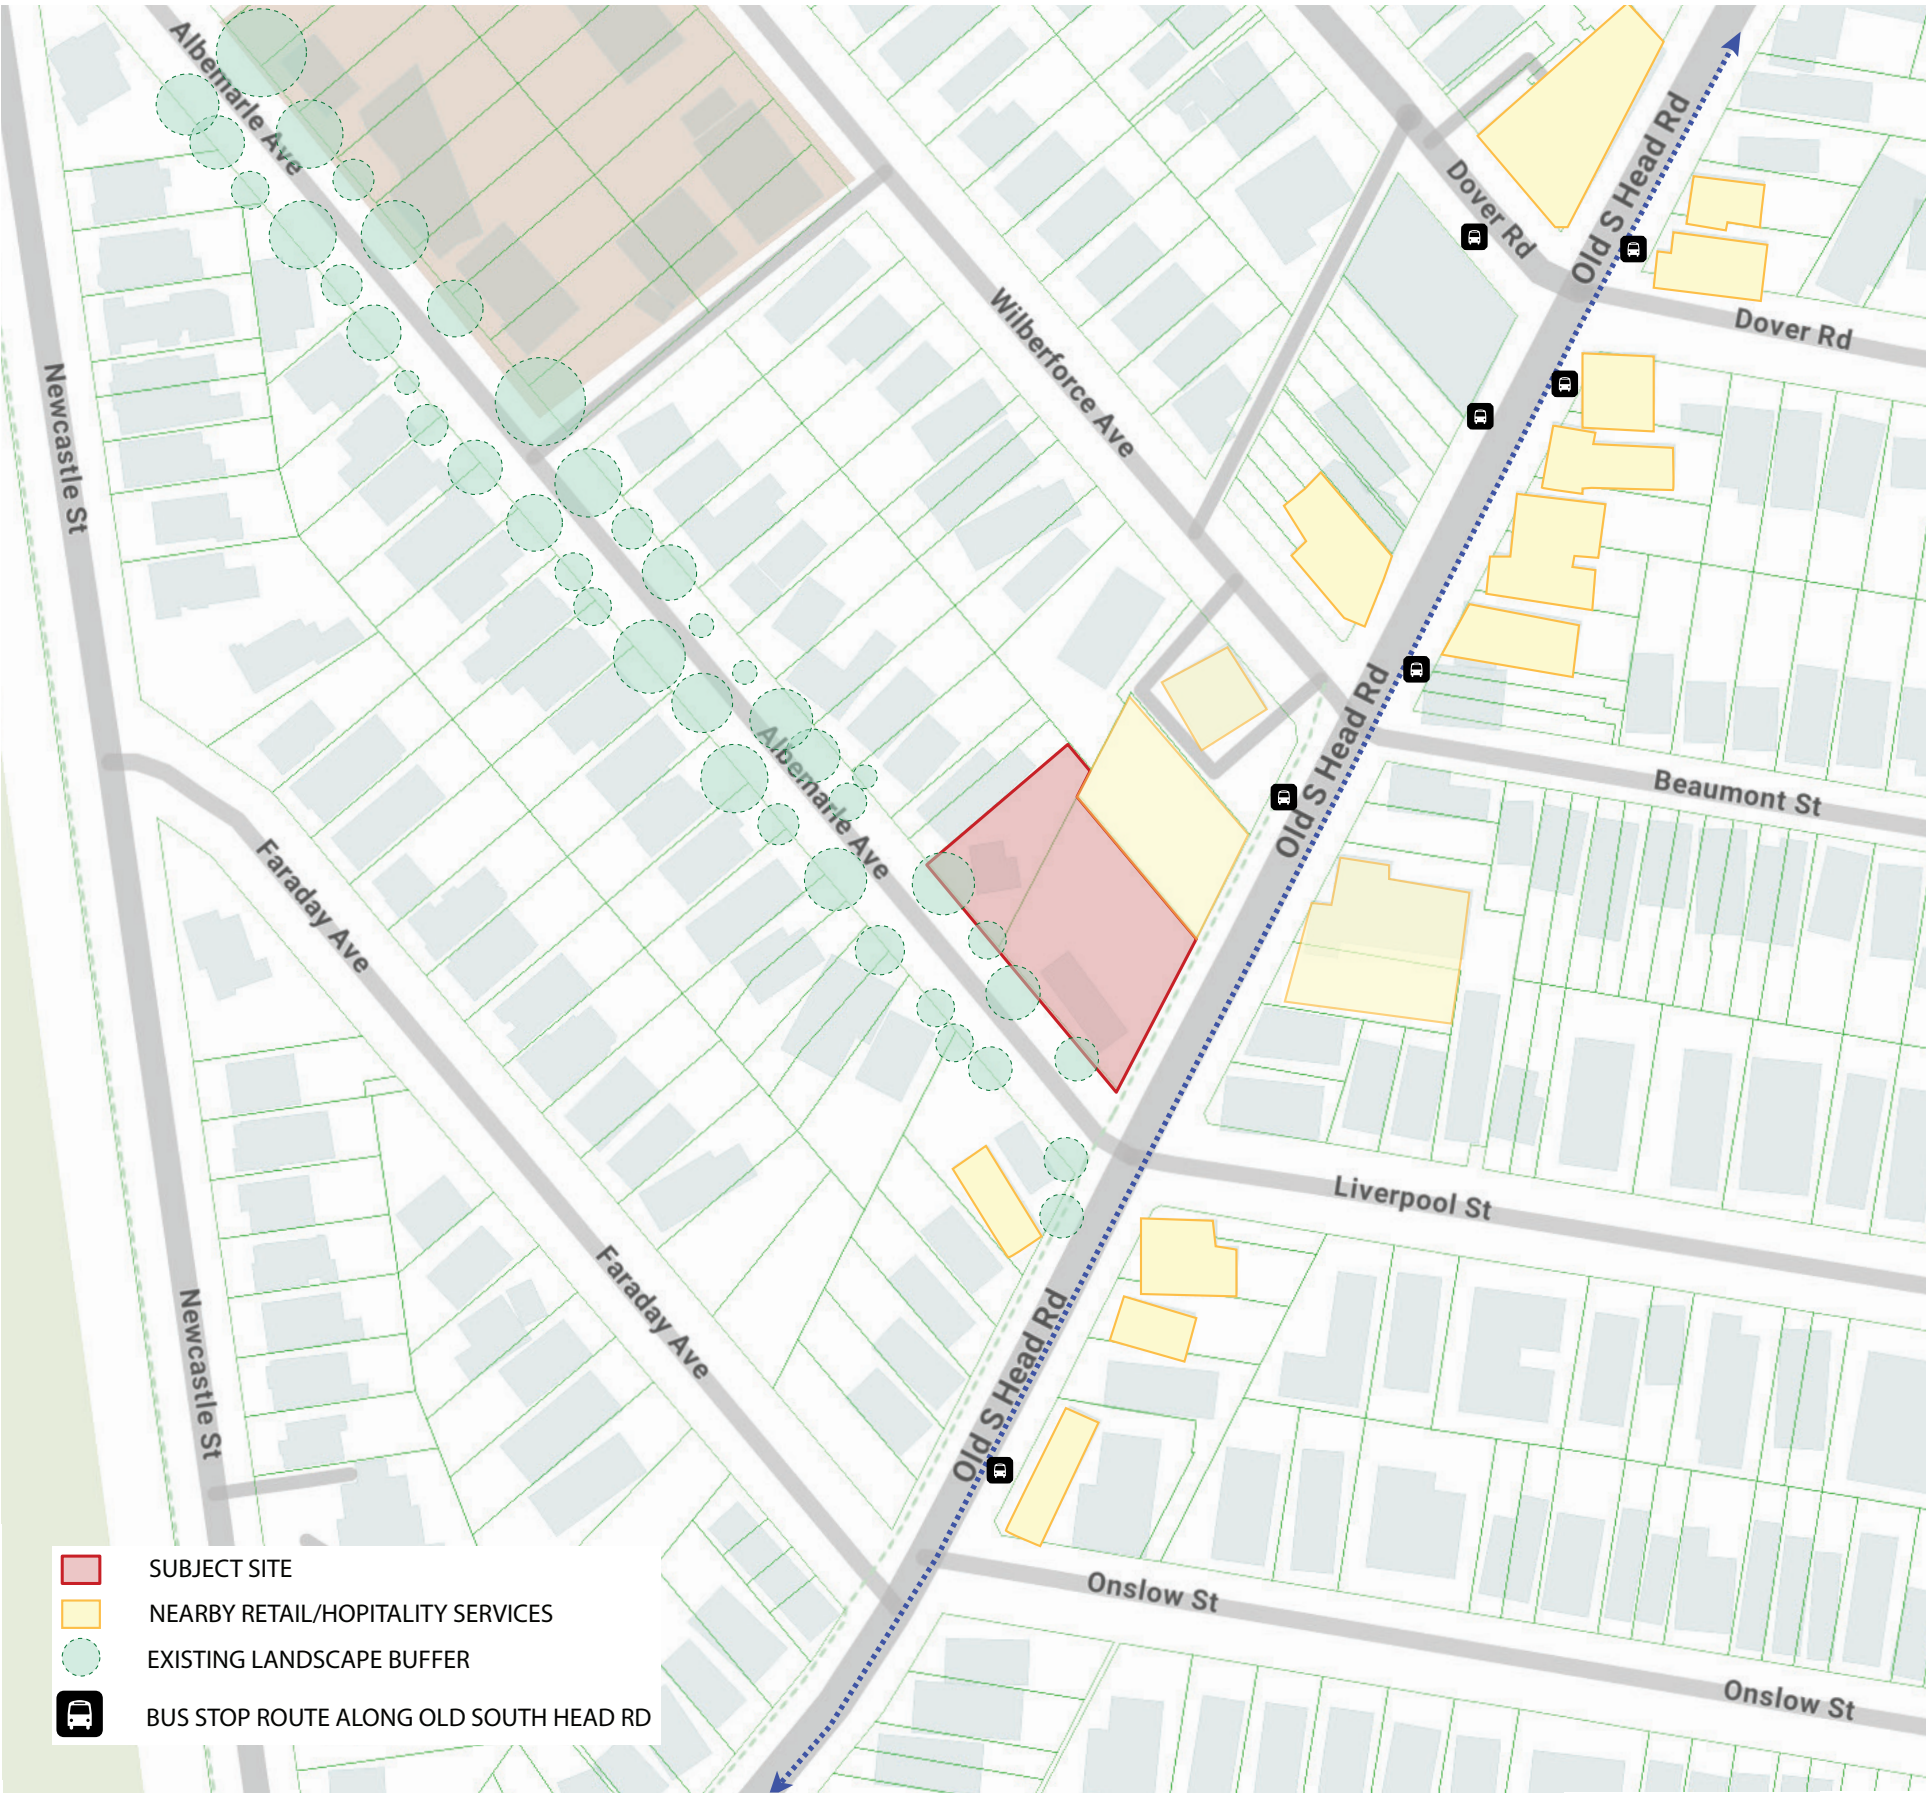 Albemarle Ave
Old S Head Rd
Dover Rd
Dover Rd
Wilberforce Ave
Newcastle St
Old S Head Rd
Beaumont St
Albemarle Ave
Faraday Ave
Liverpool St
Faraday Ave
Newcastle St
Old S Head Rd
Onslow St
Onslow St
SUBJECT SITE
NEARBY RETAIL/HOPITALITY SERVICES
EXISTING LANDSCAPE BUFFER
BUS STOP ROUTE ALONG OLD SOUTH HEAD RD